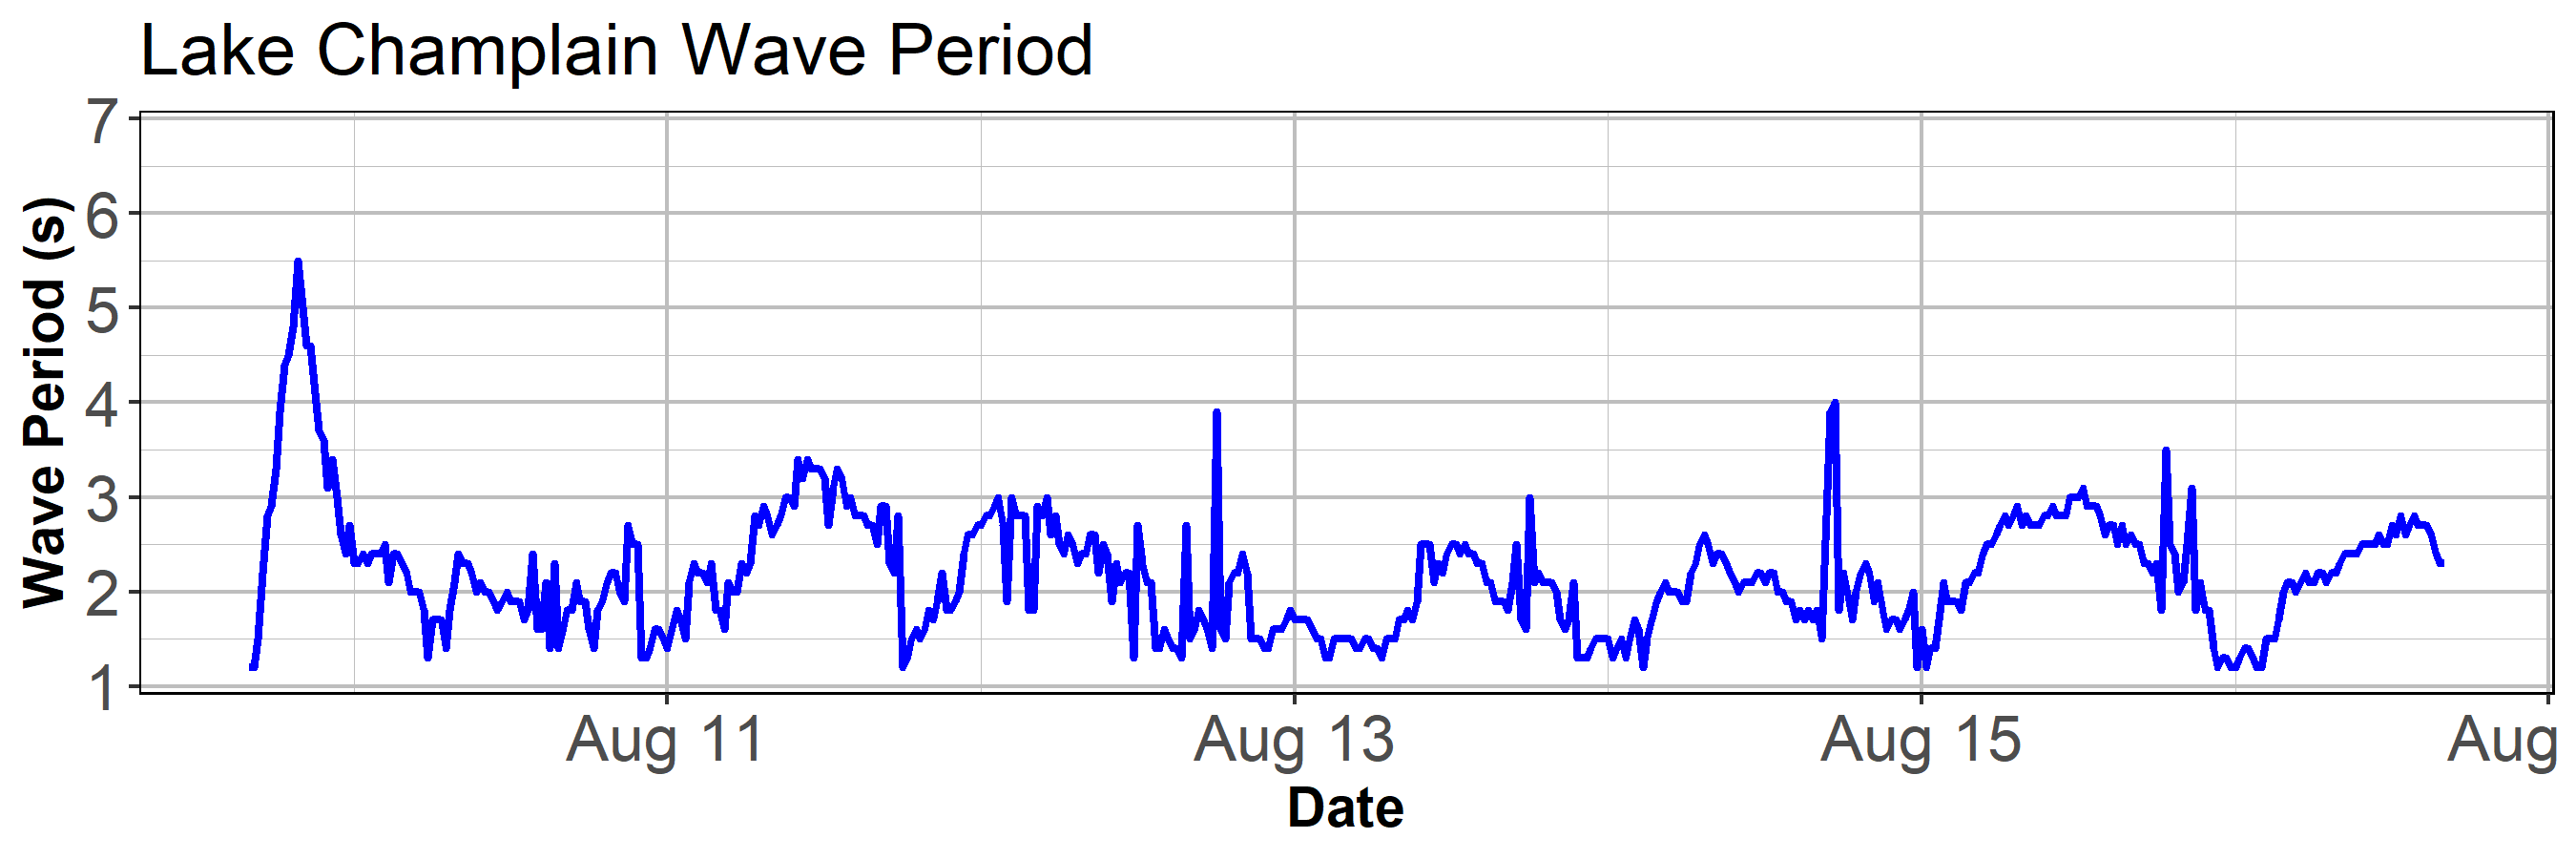 Lake Champlain Wave Period
Wave Period (s)
7
6
5
4
3
2
1
Aug 11
Aug 13
Aug 15
Aug
Date